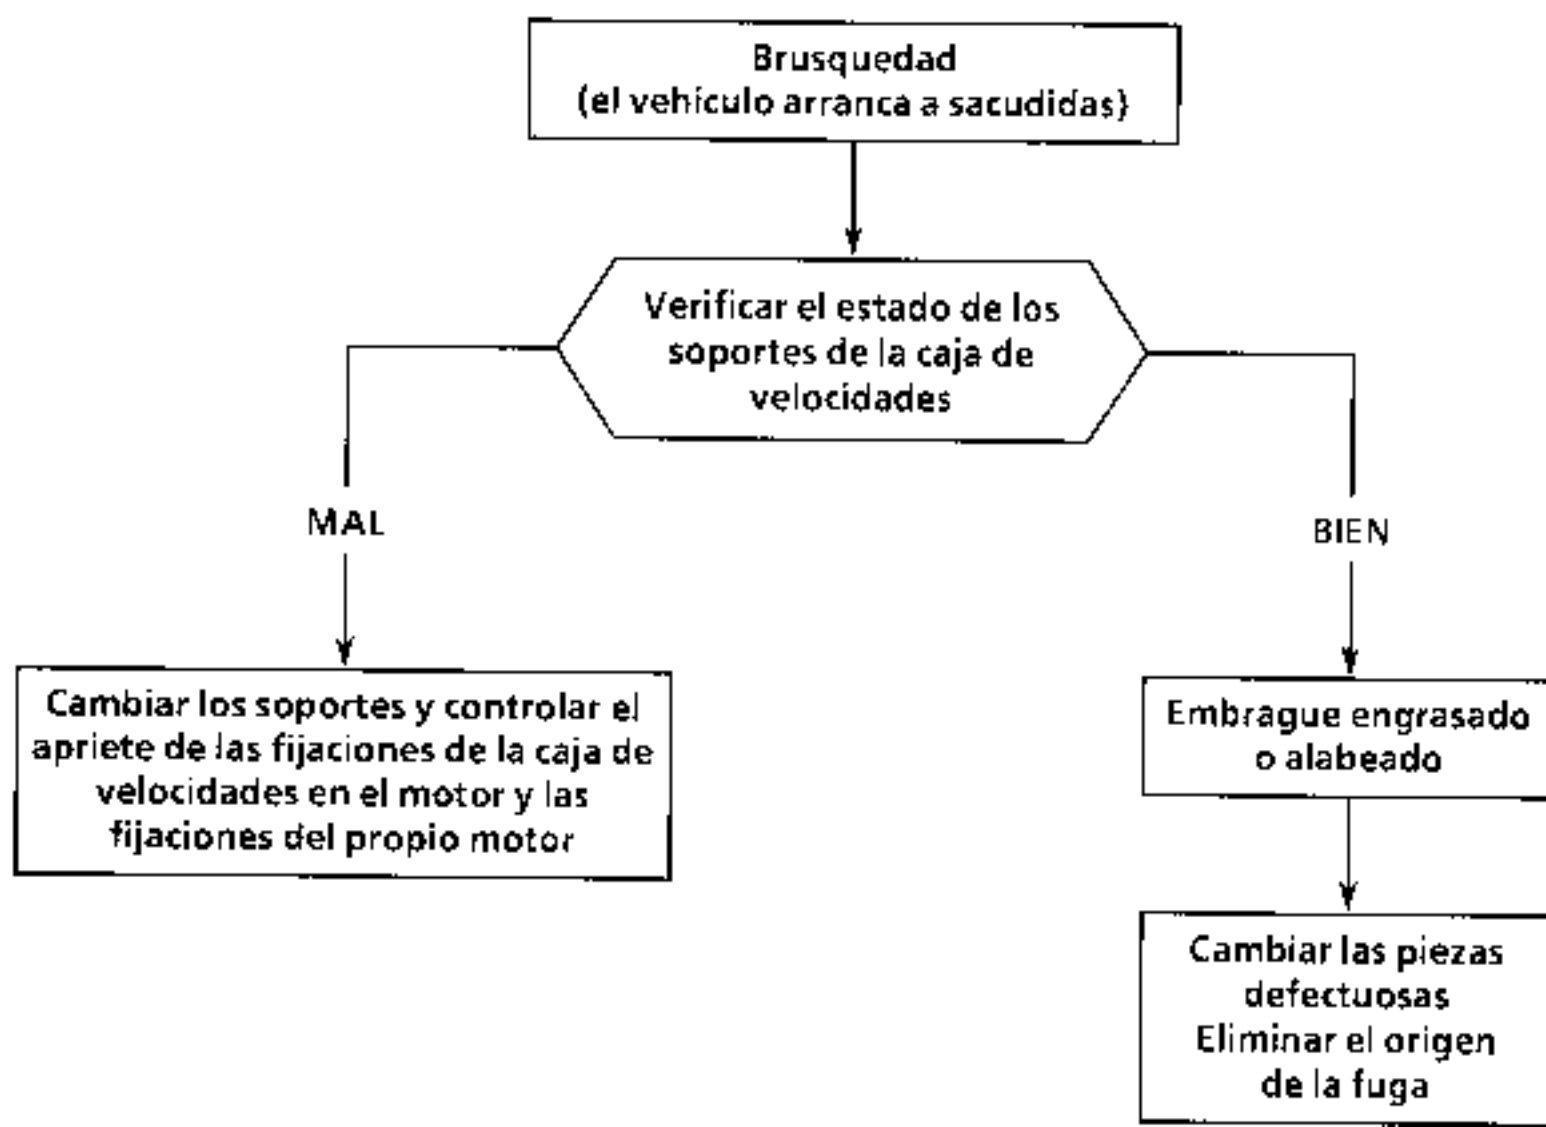 Brusquedad
(el vehículo arranca a sacudidas)
Verificar el estado de los
soportes de la caja de
velocidades
MAL
BIEN
Cambiar los soportes y controlar el
apriete de las fijaciones de la caja de
velocidades en el motor y las
fijaciones del propio motor
Embrague engrasado
o alabeado
Cambiar las piezas
defectuosas
Eliminar el origen
de la fuga